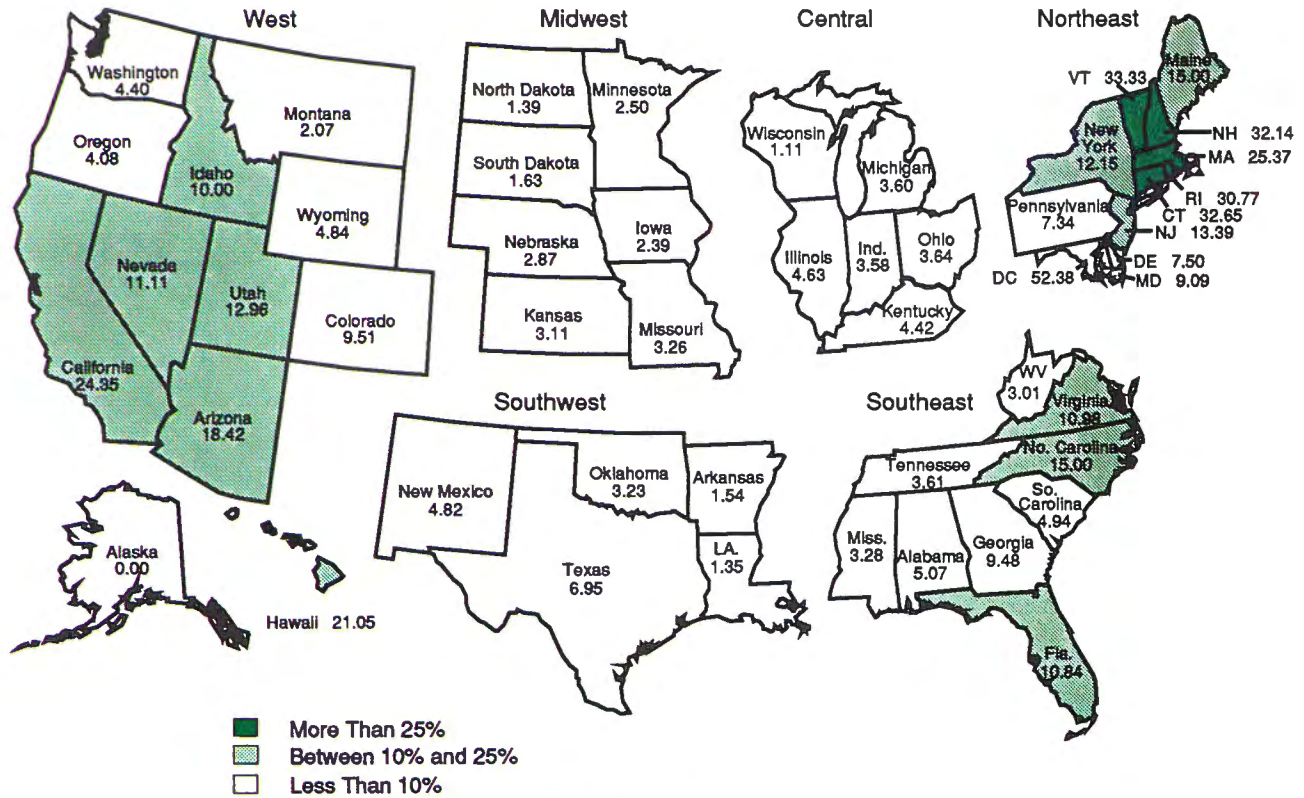 West
Washington
4.40
Oregon
4.08
Idaho
10.00
Montana
2.07
Wyoming
4.84
Nevada
11.11
Utah
12.96
Colorado
9.51
California
24.35
Arizona
18.42
Alaska
0.00
Hawaii 21.05
Midwest
North Dakota
1.39
Minnesota
2.50
South Dakota
1.63
Nebraska
2.87
Iowa
2.39
Kansas
3.11
Missouri
3.26
Central
Wisconsin
1.11
Michigan
3.60
Illinois
4.63
Ind.
3.58
Ohio
3.64
Kentucky
4.42
Northeast
Maine
15.00
VT 33.33
New
York
12.15
NH 32.14
MA 25.37
RI 30.77
CT 32.65
NJ 13.39
Pennsylvania
7.34
DE 7.50
MD 9.09
DC 52.38
Southwest
New Mexico
4.82
Oklahoma
3.23
Arkansas
1.54
Texas
6.95
LA.
1.35
Southeast
WV
3.01
Virginia
10.98
No. Carolina
15.00
Tennessee
3.61
So.
Carolina
4.94
Miss.
3.28
Alabama
5.07
Georgia
9.48
Fla.
10.84
More Than 25%
Between 10% and 25%
Less Than 10%